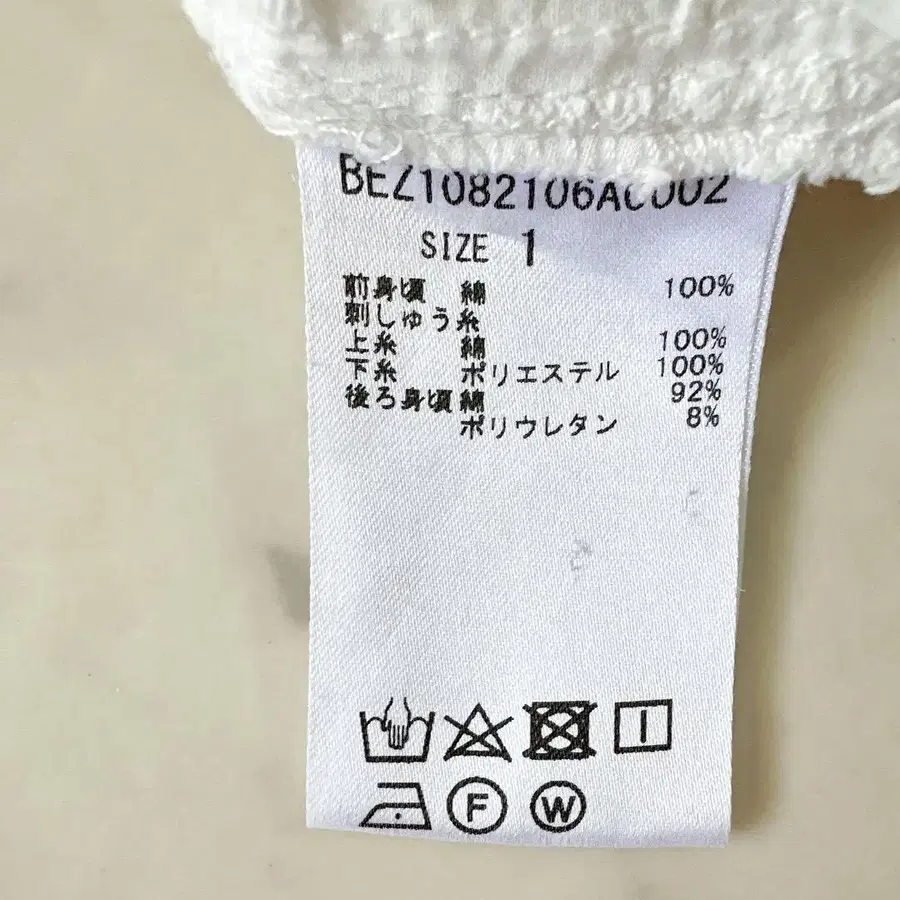 BEZ1082106AC002
SIZE 1
前身頃 綿 100%
刺しゅう糸
上糸 綿 100%
下糸 ポリエステル 100%
後ろ身頃 綿 92%
ポリウレタン 8%
F W